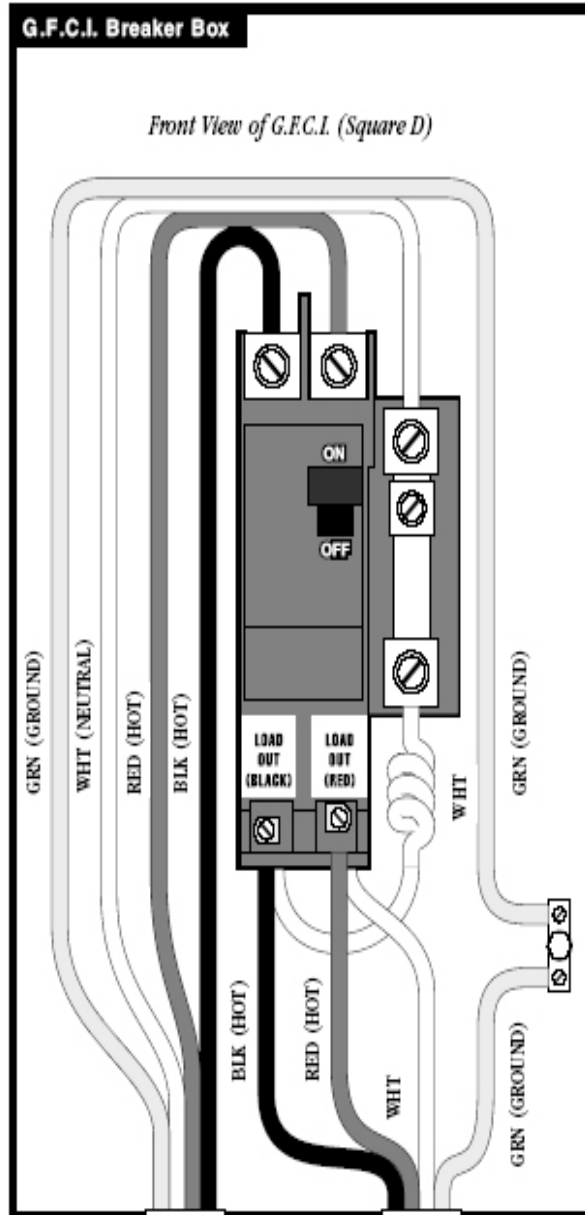 G.F.C.I. Breaker Box
Front View of G.F.C.I. (Square D)
ON
OFF
GRN (GROUND)
WHT (NEUTRAL)
RED (HOT)
BLK (HOT)
LOAD
OUT
(BLACK)
LOAD
OUT
(RED)
WHT
GRN (GROUND)
BLK (HOT)
RED (HOT)
WHT
GRN (GROUND)